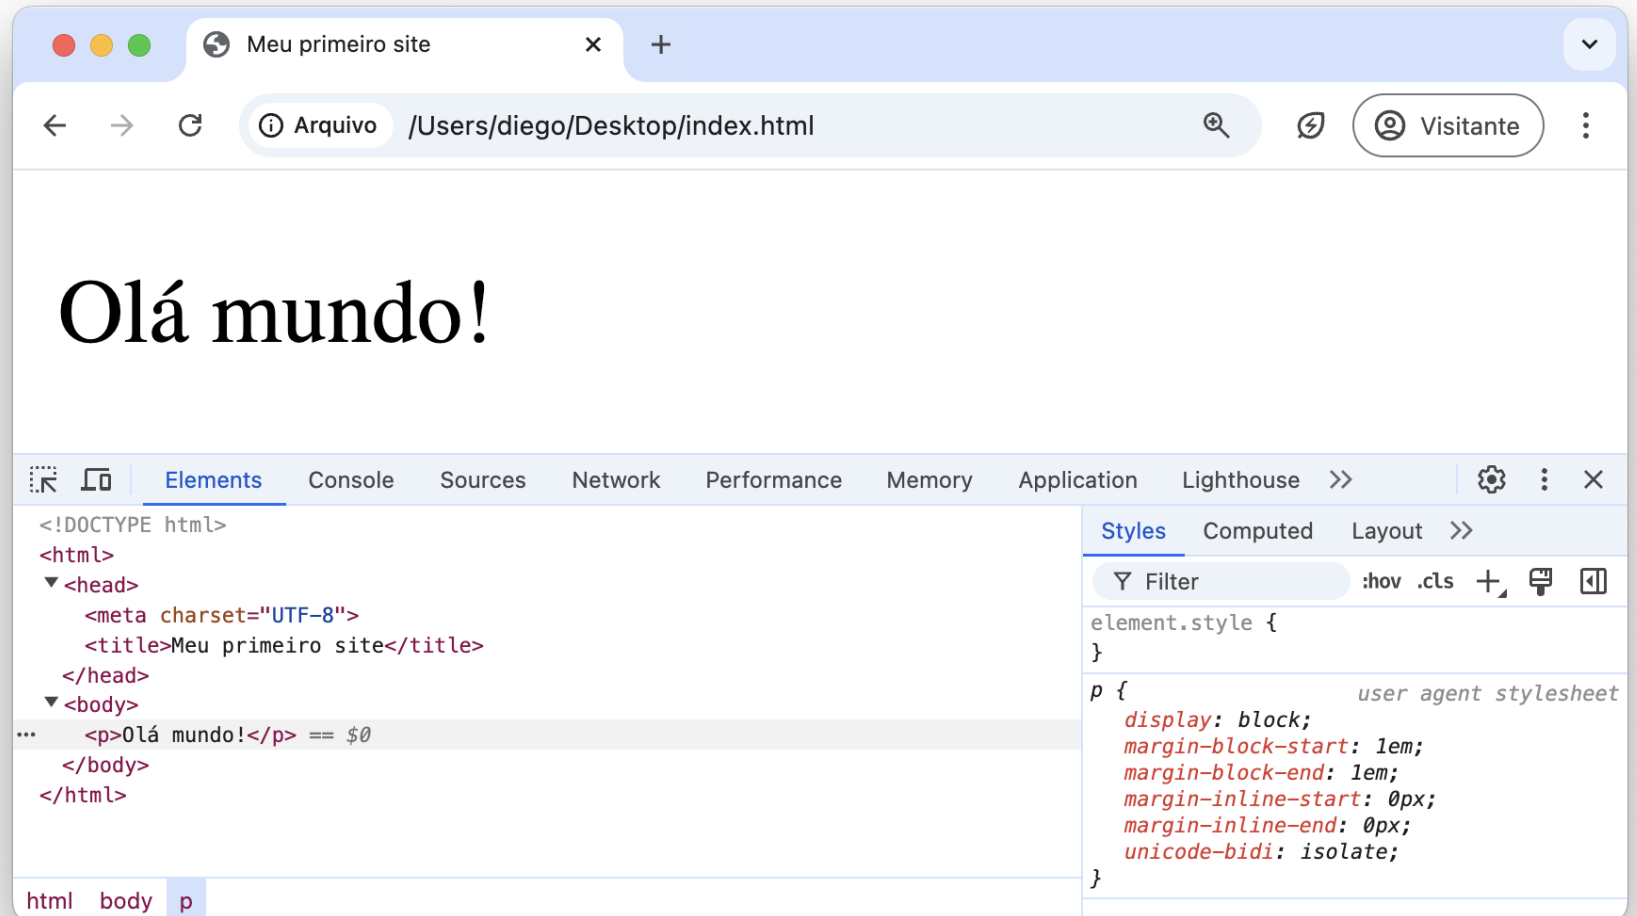 Meu primeiro site
Arquivo /Users/diego/Desktop/index.html Visitante
Olá mundo!
Elements Console Sources Network Performance Memory Application Lighthouse
<!DOCTYPE html>
<html>
<head>
<meta charset="UTF-8">
<title>Meu primeiro site</title>
</head>
<body>
<p>Olá mundo!</p> == $0
</body>
</html>
html body p
Styles Computed Layout
Filter :hov .cls
element.style {
}
p { user agent stylesheet
display: block;
margin-block-start: 1em;
margin-block-end: 1em;
margin-inline-start: 0px;
margin-inline-end: 0px;
unicode-bidi: isolate;
}